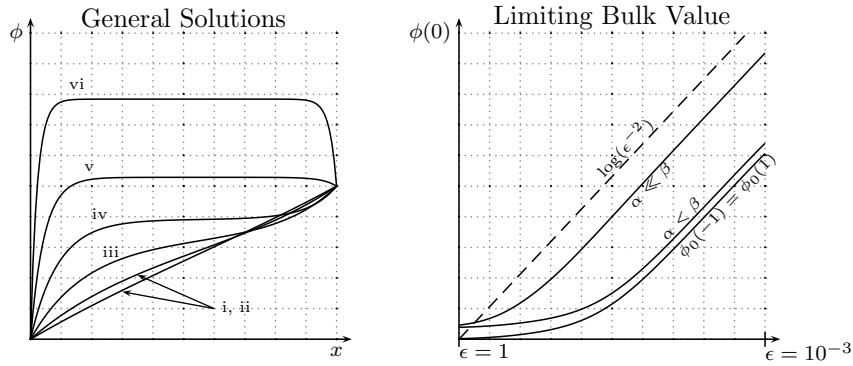 General Solutions
ϕ
vi
v
iv
iii
i, ii
x
Limiting Bulk Value
ϕ(0)
log(ϵ⁻²)
α ≪ β
α < β
ϕ₀(−1) = ϕ₀(1)
ϵ = 1
ϵ = 10⁻³